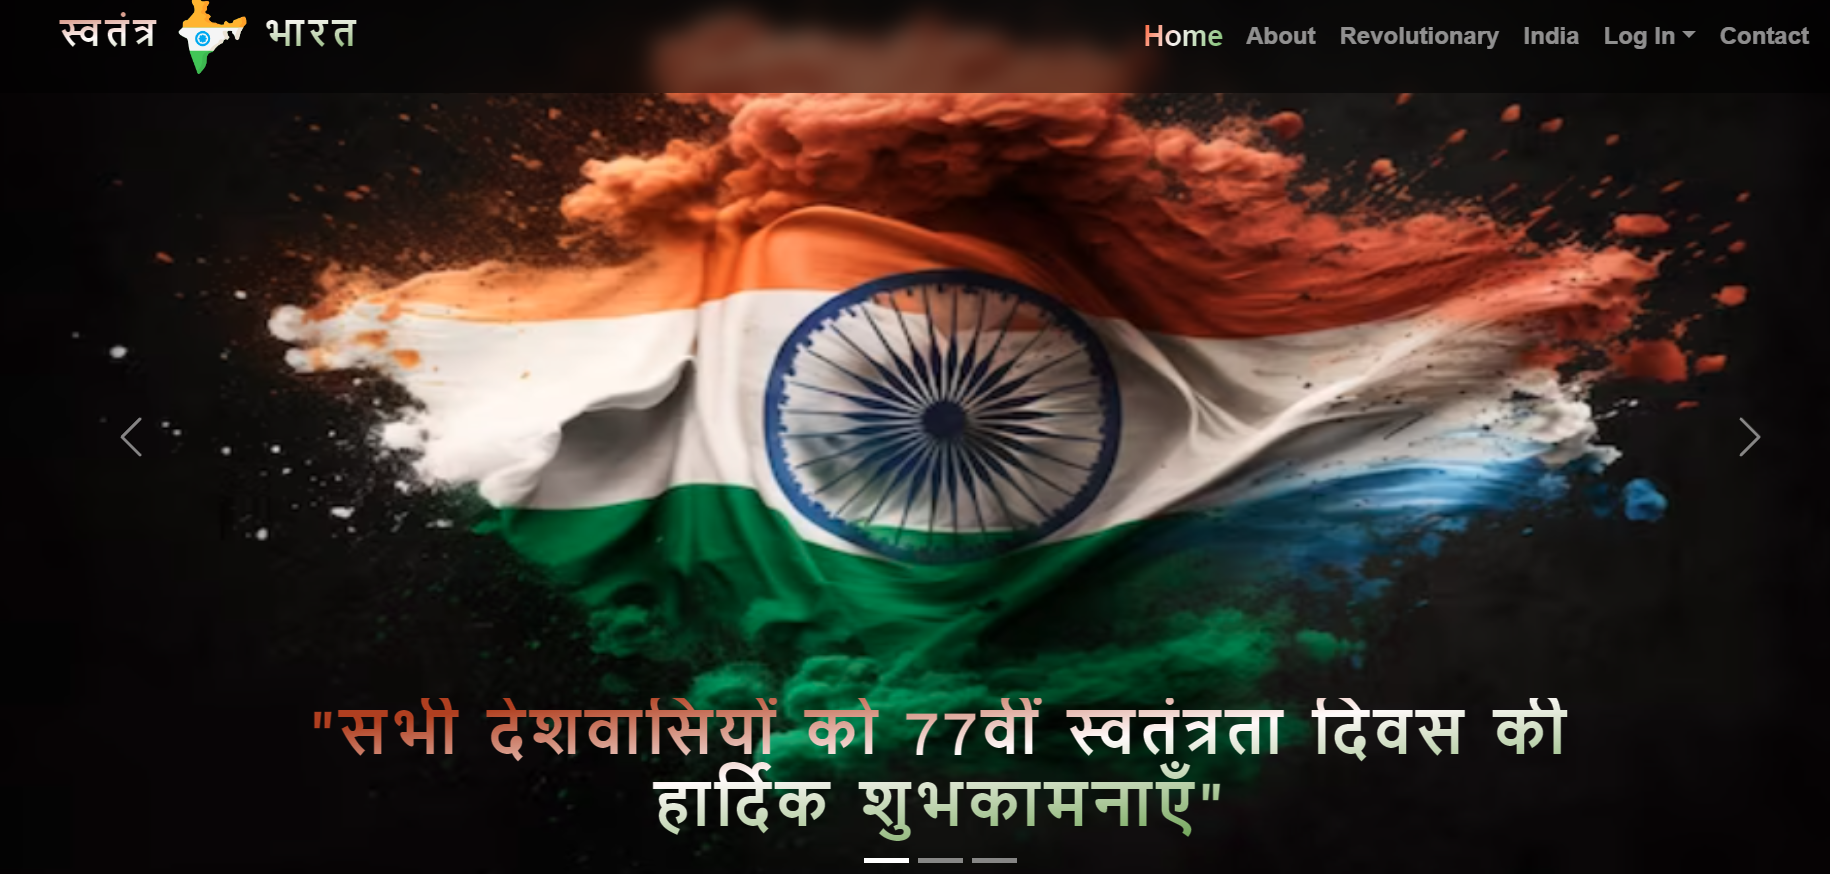 स्वतंत्र भारत
Home About Revolutionary India Log In Contact
"सभी देशवासियों को 77वीं स्वतंत्रता दिवस की
हार्दिक शुभकामनाएँ"